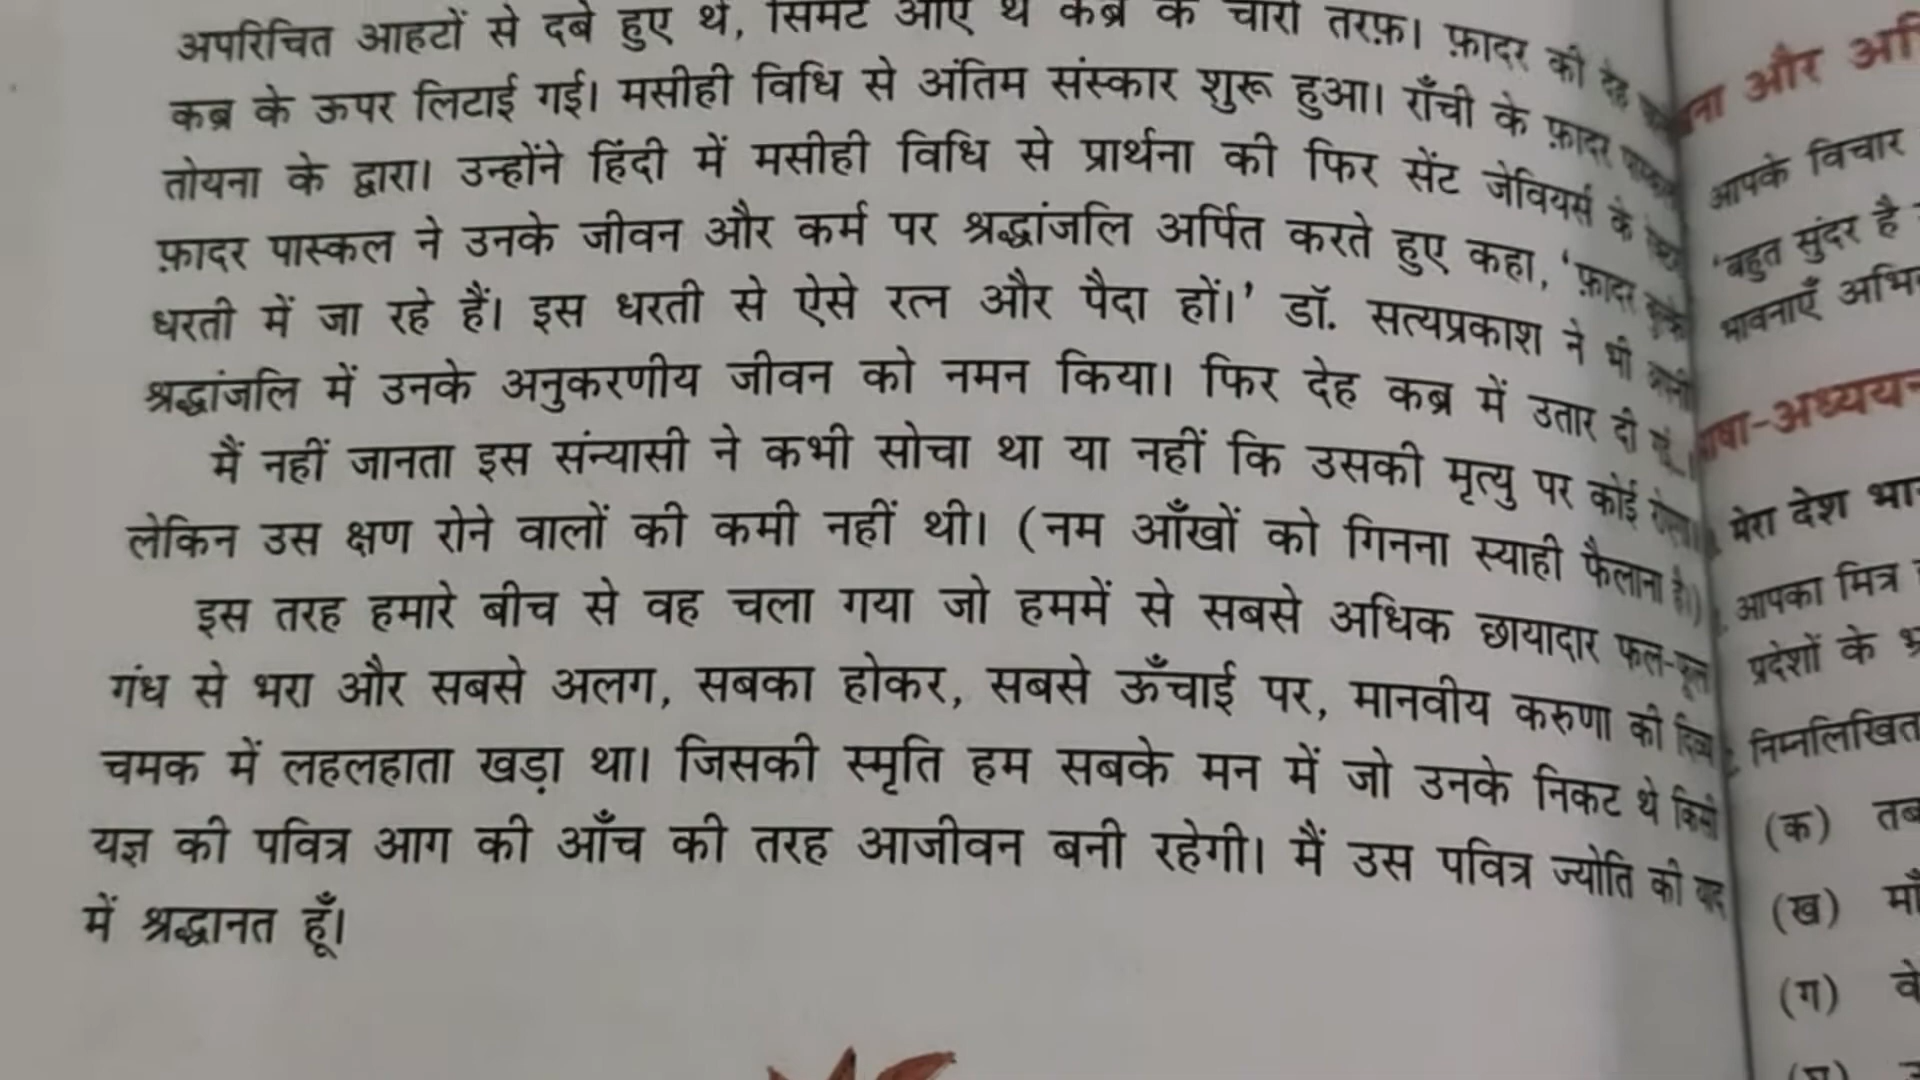 अपरिचित आहटों से दबे हुए थे, सिमट आए थे कब्र के चारों तरफ़। फ़ादर की देह
कब्र के ऊपर लिटाई गई। मसीही विधि से अंतिम संस्कार शुरू हुआ। राँची के फ़ादर
तोयना के द्वारा। उन्होंने हिंदी में मसीही विधि से प्रार्थना की फिर सेंट जेवियर्स के
फ़ादर पास्कल ने उनके जीवन और कर्म पर श्रद्धांजलि अर्पित करते हुए कहा, 'फ़ादर
धरती में जा रहे हैं। इस धरती से ऐसे रत्न और पैदा हों।' डॉ. सत्यप्रकाश ने भी
श्रद्धांजलि में उनके अनुकरणीय जीवन को नमन किया। फिर देह कब्र में उतार दी
मैं नहीं जानता इस संन्यासी ने कभी सोचा था या नहीं कि उसकी मृत्यु पर कोई
लेकिन उस क्षण रोने वालों की कमी नहीं थी। (नम आँखों को गिनना स्याही फैलाना है।)
इस तरह हमारे बीच से वह चला गया जो हममें से सबसे अधिक छायादार फल-फूल
गंध से भरा और सबसे अलग, सबका होकर, सबसे ऊँचाई पर, मानवीय करुणा की दिव्य
चमक में लहलहाता खड़ा था। जिसकी स्मृति हम सबके मन में जो उनके निकट थे किसी
यज्ञ की पवित्र आग की आँच की तरह आजीवन बनी रहेगी। मैं उस पवित्र ज्योति की याद
में श्रद्धानत हूँ।
और
आपके विचार
'बहुत सुंदर है
भावनाएँ
मेरा देश
आपका मित्र
प्रदेशों के
निम्नलिखित
(क)
(ख)
(ग)